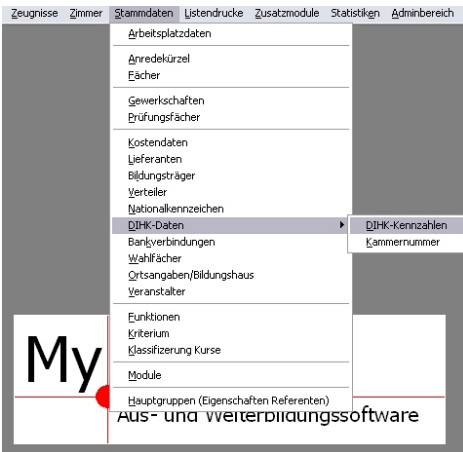 Zeugnisse Zimmer Stammdaten Listendrucke Zusatzmodule Statistiken Adminbereich
Arbeitsplatzdaten
Anredekürzel
Fächer
Gewerkschaften
Prüfungsfächer
Kostendaten
Lieferanten
Bildungsträger
Verteiler
Nationalkennzeichen
DIHK-Daten
DIHK-Kennzahlen
Bankverbindungen
Kammernummer
Wahlfächer
Ortsangaben/Bildungshaus
Veranstalter
Funktionen
Kriterium
Klassifizerung Kurse
Module
Hauptgruppen (Eigenschaften Referenten)
My
Aus- und Weiterbildungssoftware